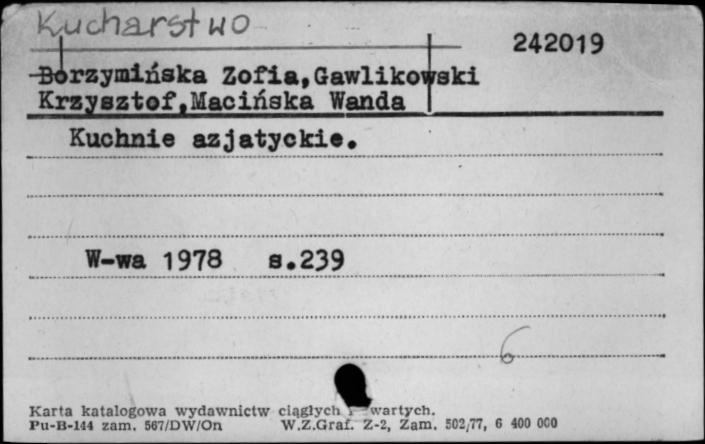 Kucharstwo
242019
Borzymińska Zofia,Gawlikowski
Krzysztof,Macińska Wanda
Kuchnie azjatyckie.
W-wa 1978 s.239
6
Karta katalogowa wydawnictw ciągłych i zwartych.
Pu-B-144 zam. 567/DW/On W.Z.Graf. Z-2, Zam. 502/77, 6 400 000